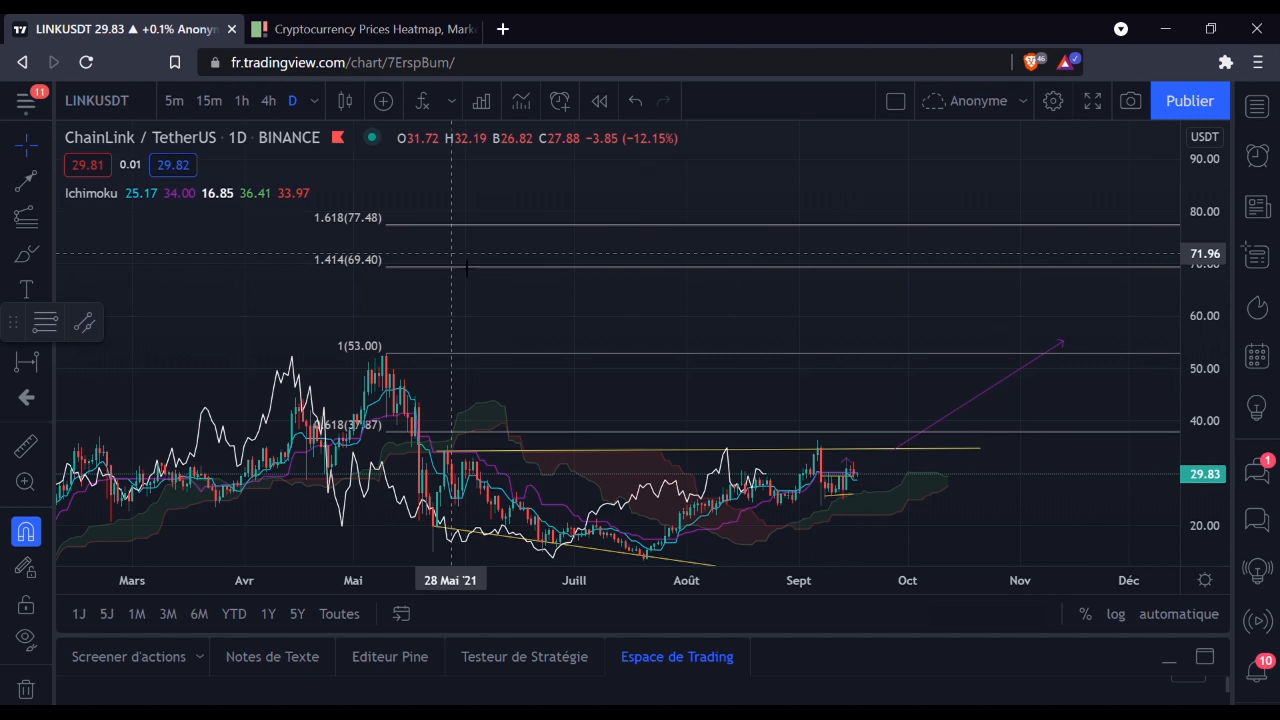 LINKUSDT 29.83 ▲ +0.1% Anonyn
Cryptocurrency Prices Heatmap, Mark
fr.tradingview.com/chart/7ErspBum/
46
11
LINKUSDT 5m 15m 1h 4h D Anonyme Publier
ChainLink / TetherUS · 1D · BINANCE O31.72 H32.19 B26.82 C27.88 −3.85 (−12.15%)
USDT
29.81 0.01 29.82
90.00
Ichimoku 25.17 34.00 16.85 36.41 33.97
80.00
1.618(77.48)
71.96
1.414(69.40)
60.00
1(53.00)
50.00
40.00
0.618(37.87)
29.83
1
20.00
Mars Avr Mai 28 Mai '21 Juill Août Sept Oct Nov Déc
1J 5J 1M 3M 6M YTD 1Y 5Y Toutes % log automatique
Screener d'actions Notes de Texte Editeur Pine Testeur de Stratégie Espace de Trading
10